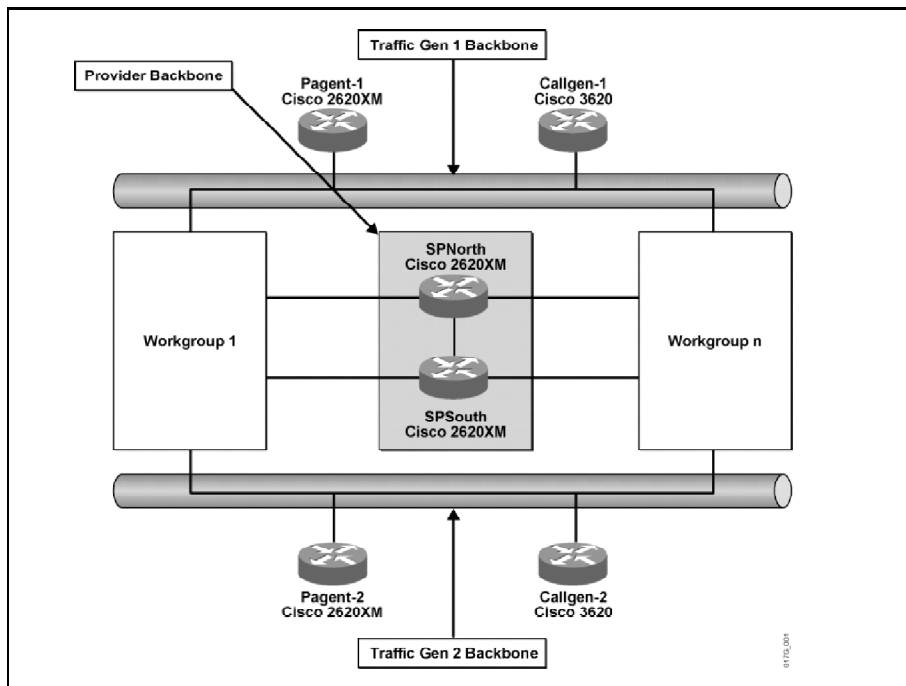 Traffic Gen 1 Backbone
Provider Backbone
Pagent-1
Cisco 2620XM
Callgen-1
Cisco 3620
SPNorth
Cisco 2620XM
Workgroup 1
Workgroup n
SPSouth
Cisco 2620XM
Pagent-2
Cisco 2620XM
Callgen-2
Cisco 3620
Traffic Gen 2 Backbone
017G_001